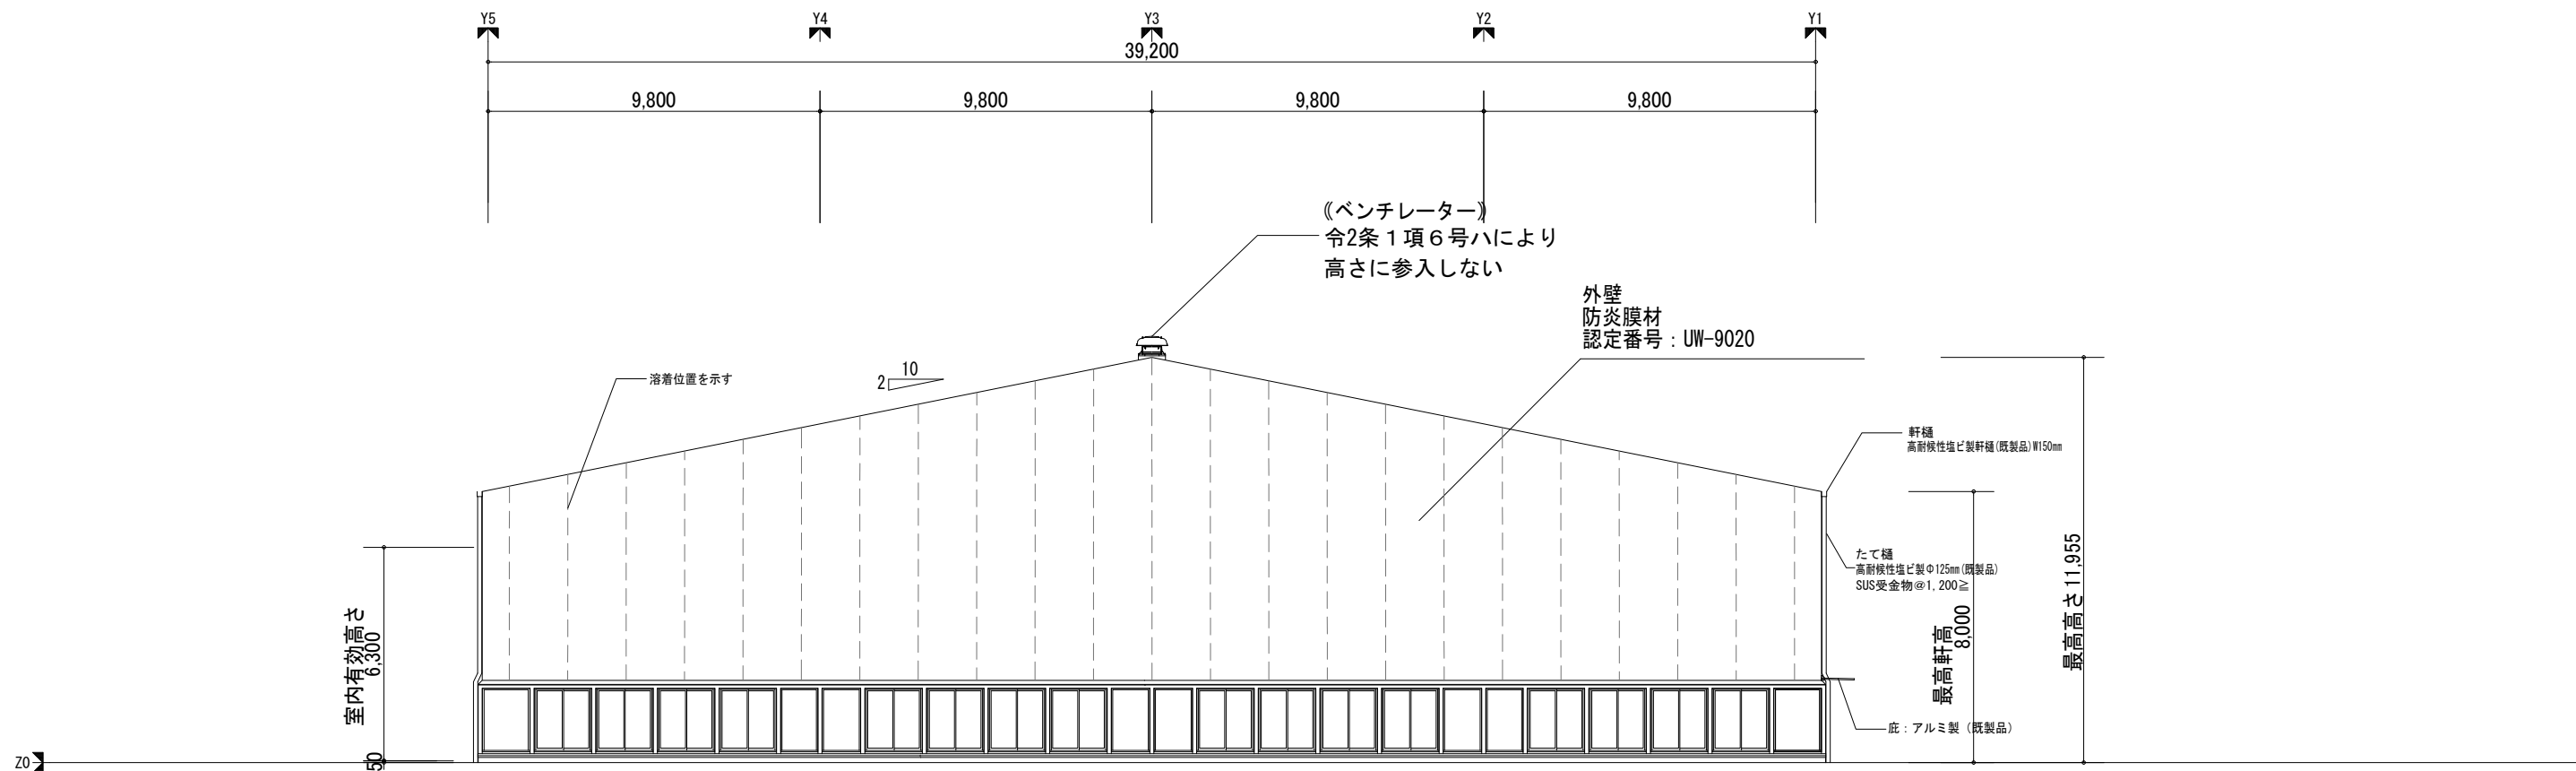 Y5
Y4
Y3
Y2
Y1
39,200
9,800
9,800
9,800
9,800
《ベンチレーター》
令2条1項6号ハにより
高さに参入しない
外壁
防炎膜材
認定番号：UW-9020
溶着位置を示す
10
2
軒樋
高耐候性塩ビ製軒樋(既製品)W150mm
たて樋
高耐候性塩ビ製Φ125mm(既製品)
SUS受金物@1,200≧
室内有効高さ
6,300
最高軒高
8,000
最高高さ11,955
庇：アルミ製（既製品）
Z0
50